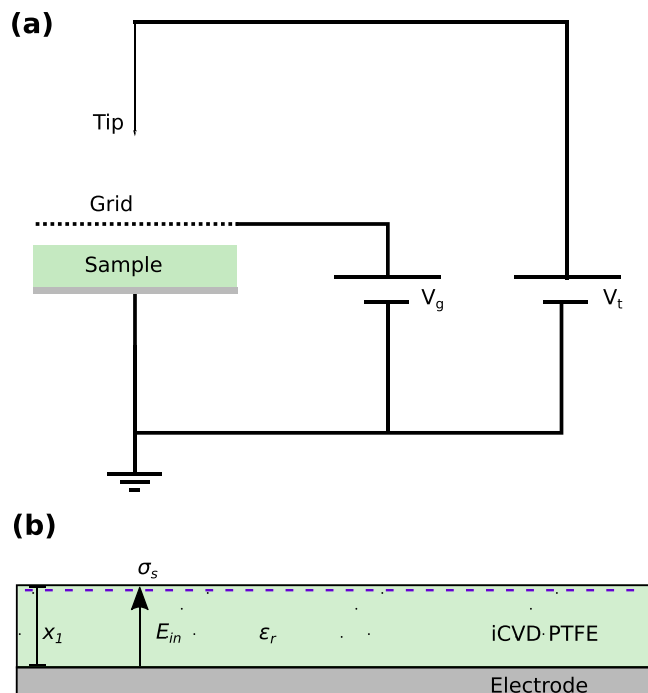 (a)
Tip
Grid
Sample
Vg
Vt
(b)
σs
x1
Ein
εr
iCVD PTFE
Electrode